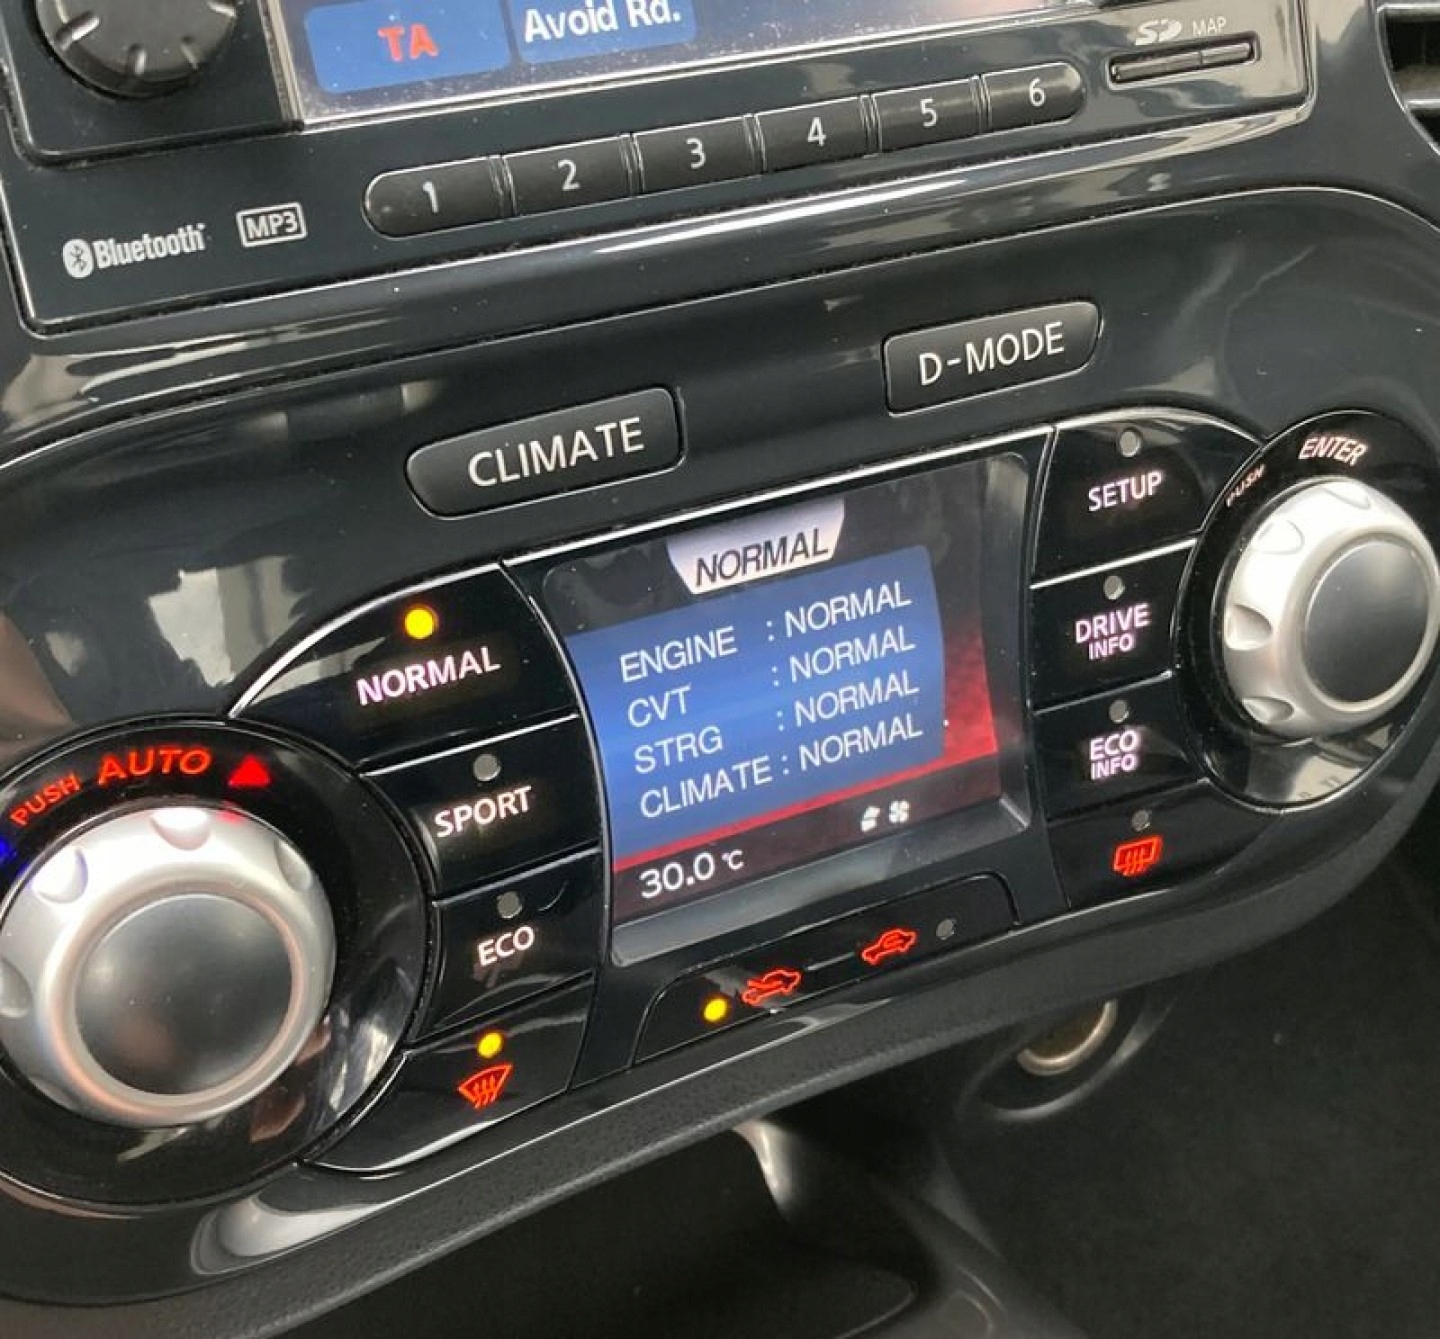 TA
Avoid Rd.
SD MAP
1 2 3 4 5 6
Bluetooth MP3
D-MODE
CLIMATE
ENTER
PUSH
SETUP
NORMAL
ENGINE : NORMAL
CVT : NORMAL
STRG : NORMAL
CLIMATE : NORMAL
30.0 ℃
NORMAL
DRIVE
INFO
PUSH AUTO
SPORT
ECO
INFO
ECO